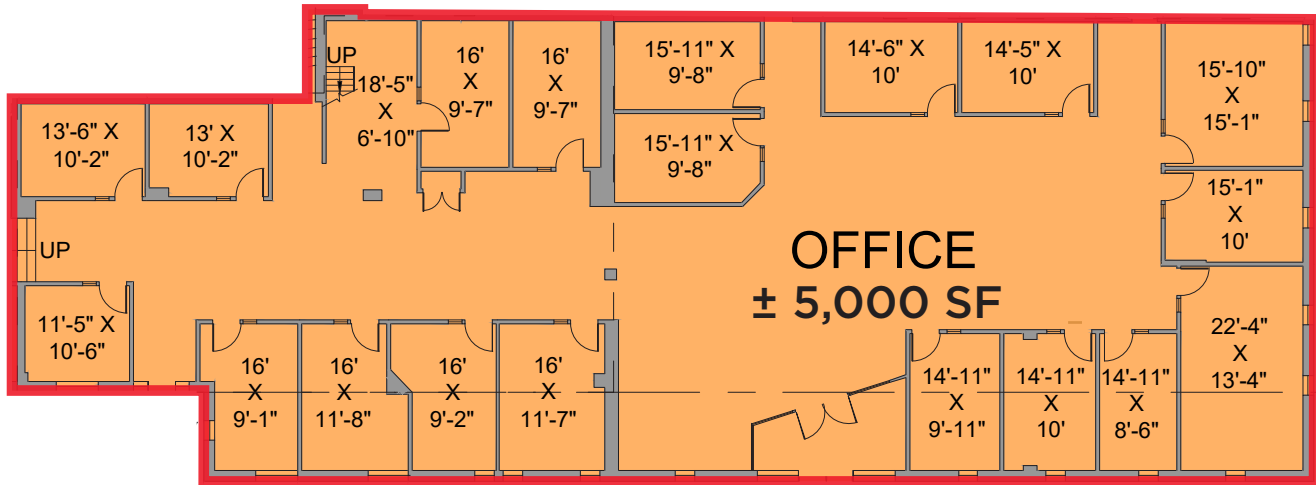 UP
18'-5"
X
6'-10"
16'
X
9'-7"
16'
X
9'-7"
15'-11" X
9'-8"
15'-11" X
9'-8"
14'-6" X
10'
14'-5" X
10'
15'-10"
X
15'-1"
13'-6" X
10'-2"
13' X
10'-2"
15'-1"
X
10'
UP
OFFICE
± 5,000 SF
11'-5" X
10'-6"
16'
X
9'-1"
16'
X
11'-8"
16'
X
9'-2"
16'
X
11'-7"
14'-11"
X
9'-11"
14'-11"
X
10'
14'-11"
X
8'-6"
22'-4"
X
13'-4"